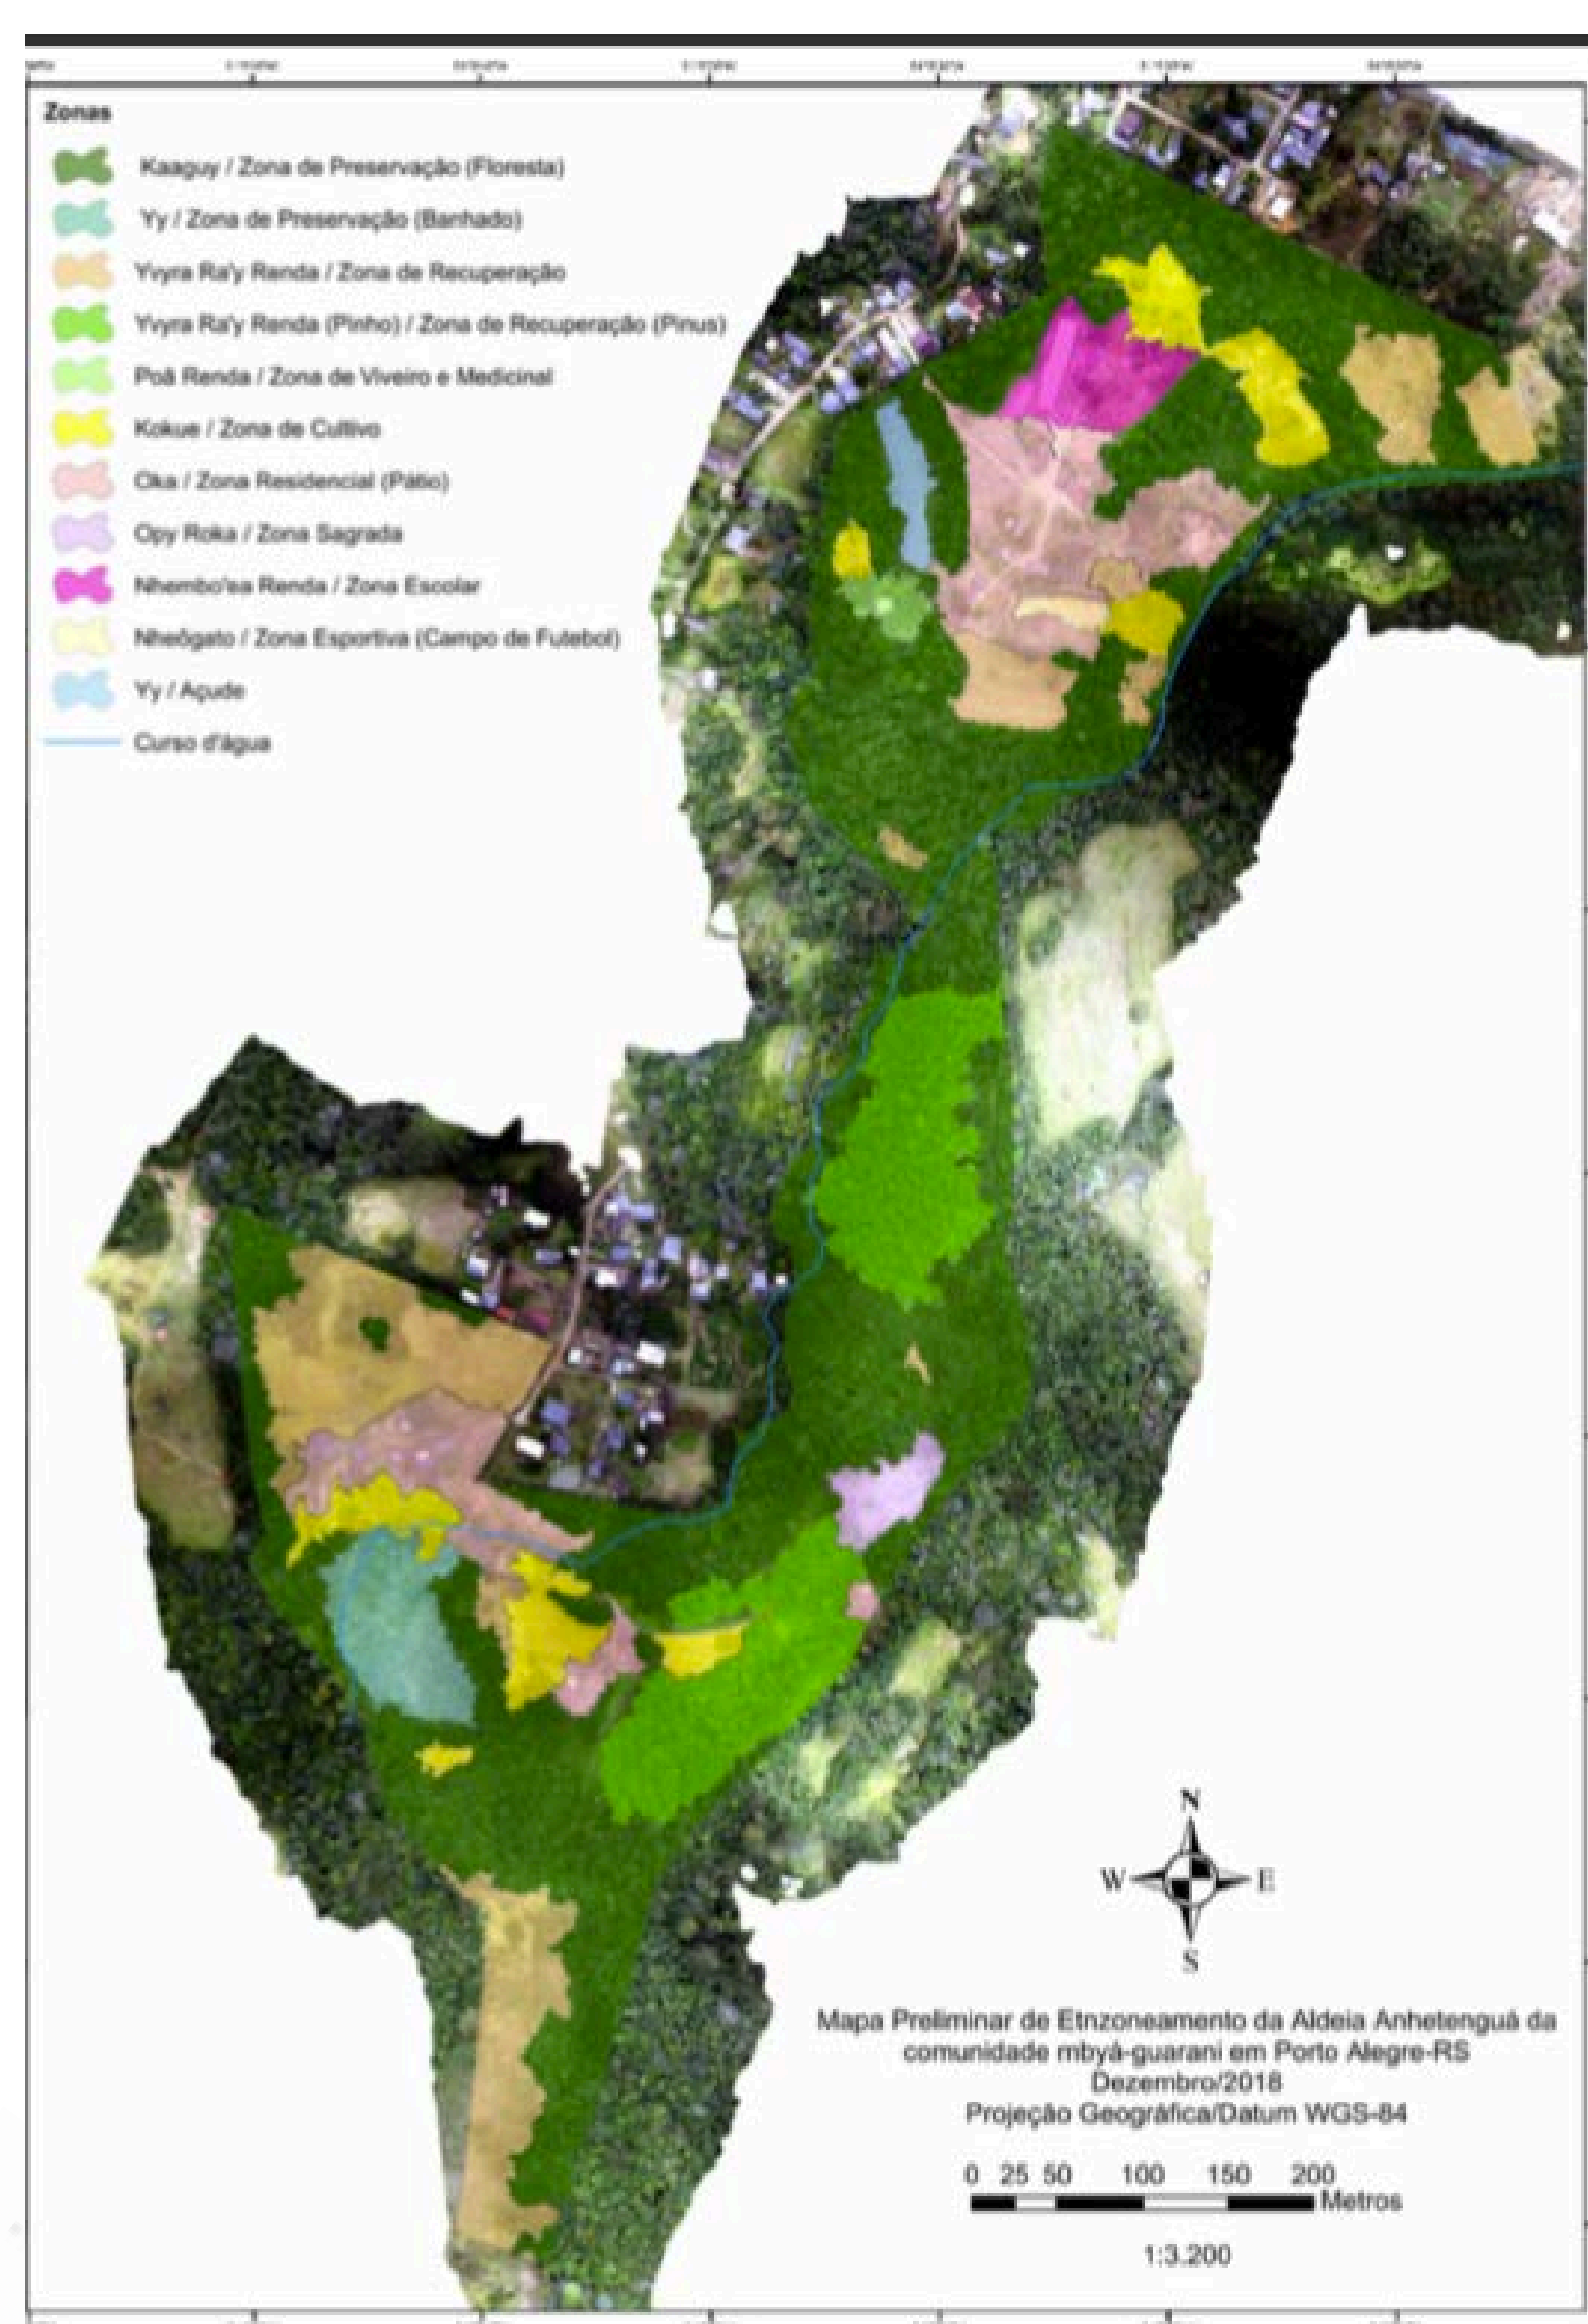 Zonas
Kaaguy / Zona de Preservação (Floresta)
Yy / Zona de Preservação (Banhado)
Yvyra Ra'y Renda / Zona de Recuperação
Yvyra Ra'y Renda (Pinho) / Zona de Recuperação (Pinus)
Poã Renda / Zona de Viveiro e Medicinal
Kokue / Zona de Cultivo
Oka / Zona Residencial (Pátio)
Opy Roka / Zona Sagrada
Nhembo'ea Renda / Zona Escolar
Nheõgato / Zona Esportiva (Campo de Futebol)
Yy / Açude
Curso d'água
N
W E
S
Mapa Preliminar de Etnzoneamento da Aldeia Anhetenguá da
comunidade mbyá-guarani em Porto Alegre-RS
Dezembro/2018
Projeção Geográfica/Datum WGS-84
0 25 50 100 150 200
Metros
1:3.200